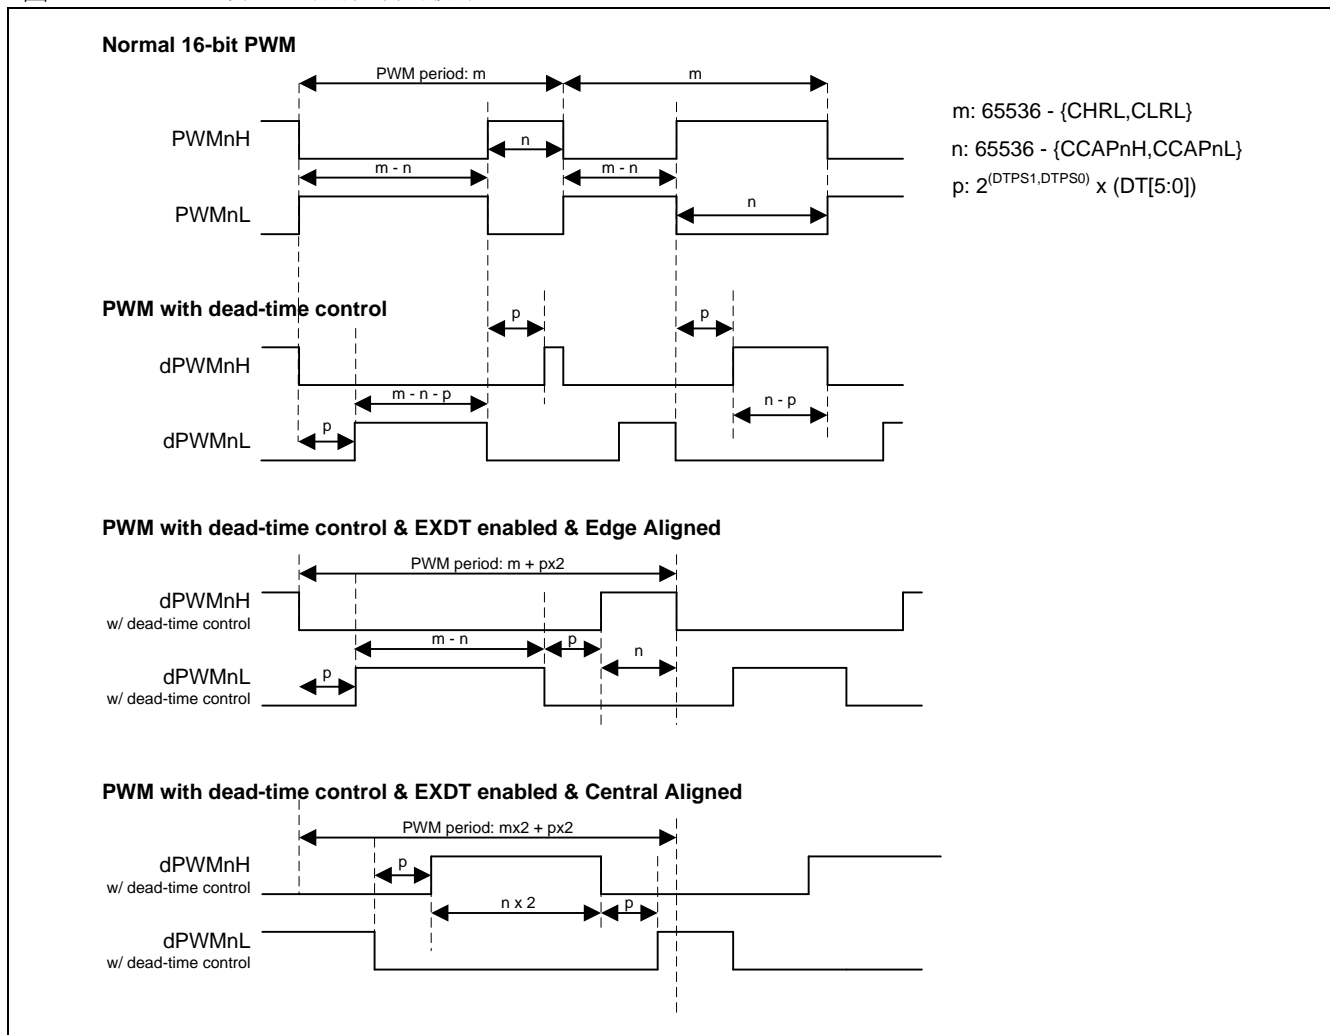 Normal 16-bit PWM
PWM period: m
m
PWMnH
n
m - n
m - n
PWMnL
n
m: 65536 - {CHRL,CLRL}
n: 65536 - {CCAPnH,CCAPnL}
p: 2^(DTPS1,DTPS0) x (DT[5:0])
PWM with dead-time control
p
p
dPWMnH
m - n - p
n - p
p
dPWMnL
PWM with dead-time control & EXDT enabled & Edge Aligned
PWM period: m + px2
dPWMnH
w/ dead-time control
m - n
p
n
dPWMnL
p
w/ dead-time control
PWM with dead-time control & EXDT enabled & Central Aligned
PWM period: mx2 + px2
dPWMnH
p
w/ dead-time control
n x 2
p
dPWMnL
w/ dead-time control